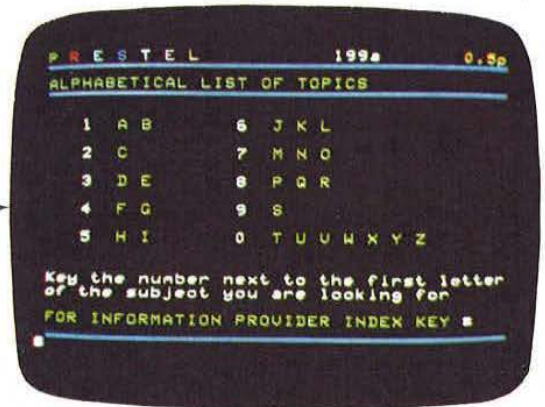 PRESTEL 199a 0.5p
ALPHABETICAL LIST OF TOPICS
1 A B 6 J K L
2 C 7 M N O
3 D E 8 P Q R
4 F G 9 S
5 H I 0 T U V W X Y Z
Key the number next to the first letter
of the subject you are looking for
FOR INFORMATION PROVIDER INDEX KEY #